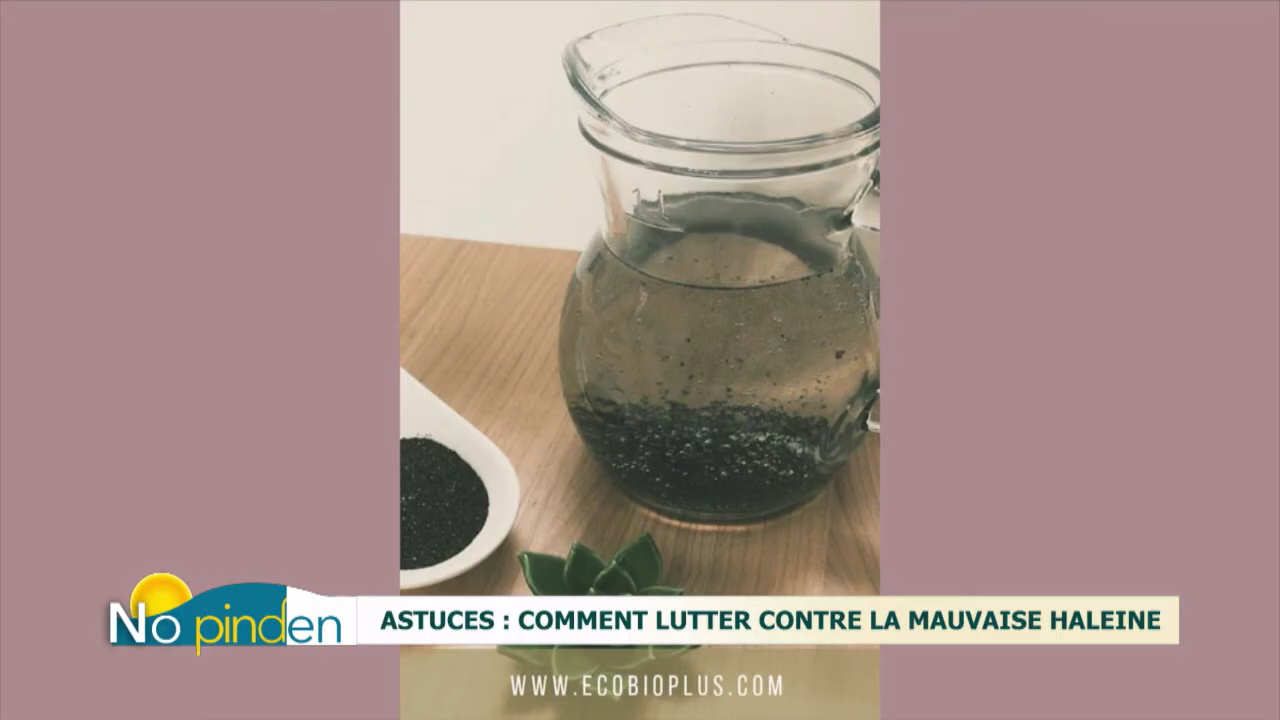 No pinden
ASTUCES : COMMENT LUTTER CONTRE LA MAUVAISE HALEINE
WWW.ECOBIOPLUS.COM